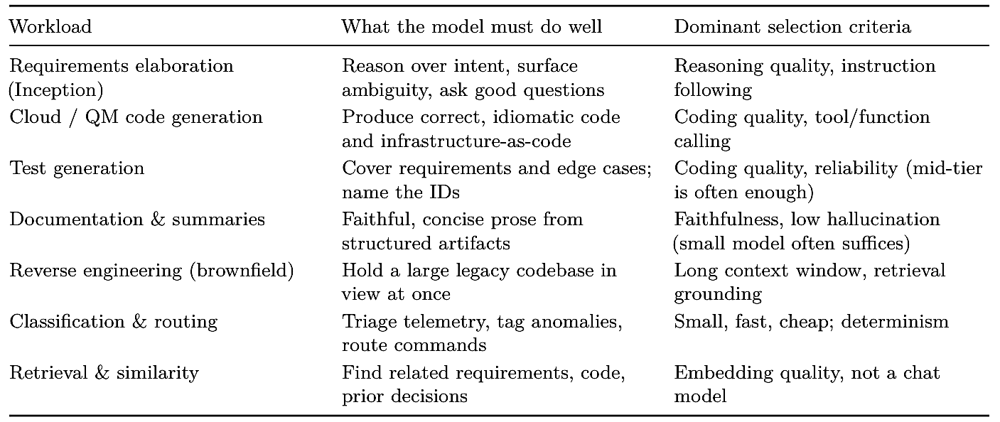 Workload What the model must do well Dominant selection criteria
Requirements elaboration Reason over intent, surface Reasoning quality, instruction
(Inception) ambiguity, ask good questions following
Cloud / QM code generation Produce correct, idiomatic code Coding quality, tool/function
and infrastructure-as-code calling
Test generation Cover requirements and edge cases; Coding quality, reliability (mid-tier
name the IDs is often enough)
Documentation & summaries Faithful, concise prose from Faithfulness, low hallucination
structured artifacts (small model often suffices)
Reverse engineering (brownfield) Hold a large legacy codebase in Long context window, retrieval
view at once grounding
Classification & routing Triage telemetry, tag anomalies, Small, fast, cheap; determinism
route commands
Retrieval & similarity Find related requirements, code, Embedding quality, not a chat
prior decisions model